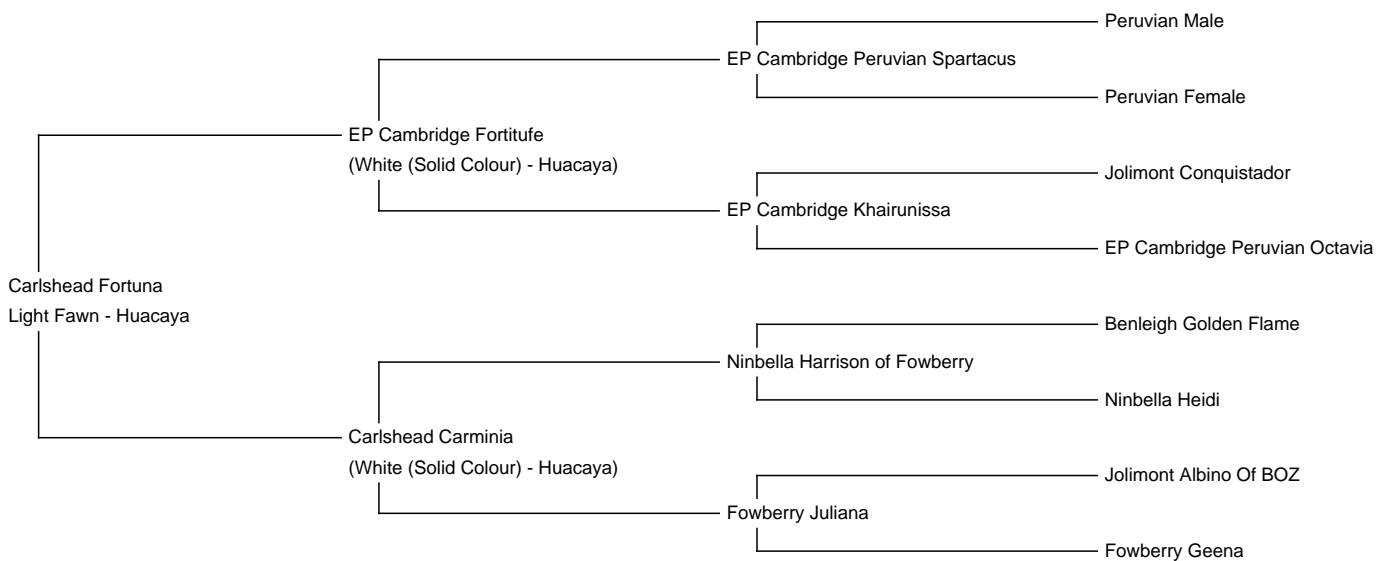 Peruvian Male
EP Cambridge Peruvian Spartacus
Peruvian Female
EP Cambridge Fortitufe
(White (Solid Colour) - Huacaya)
Jolimont Conquistador
EP Cambridge Khairunissa
EP Cambridge Peruvian Octavia
Carlshead Fortuna
Light Fawn - Huacaya
Benleigh Golden Flame
Ninbella Harrison of Fowberry
Ninbella Heidi
Carlshead Carminia
(White (Solid Colour) - Huacaya)
Jolimont Albino Of BOZ
Fowberry Juliana
Fowberry Geena